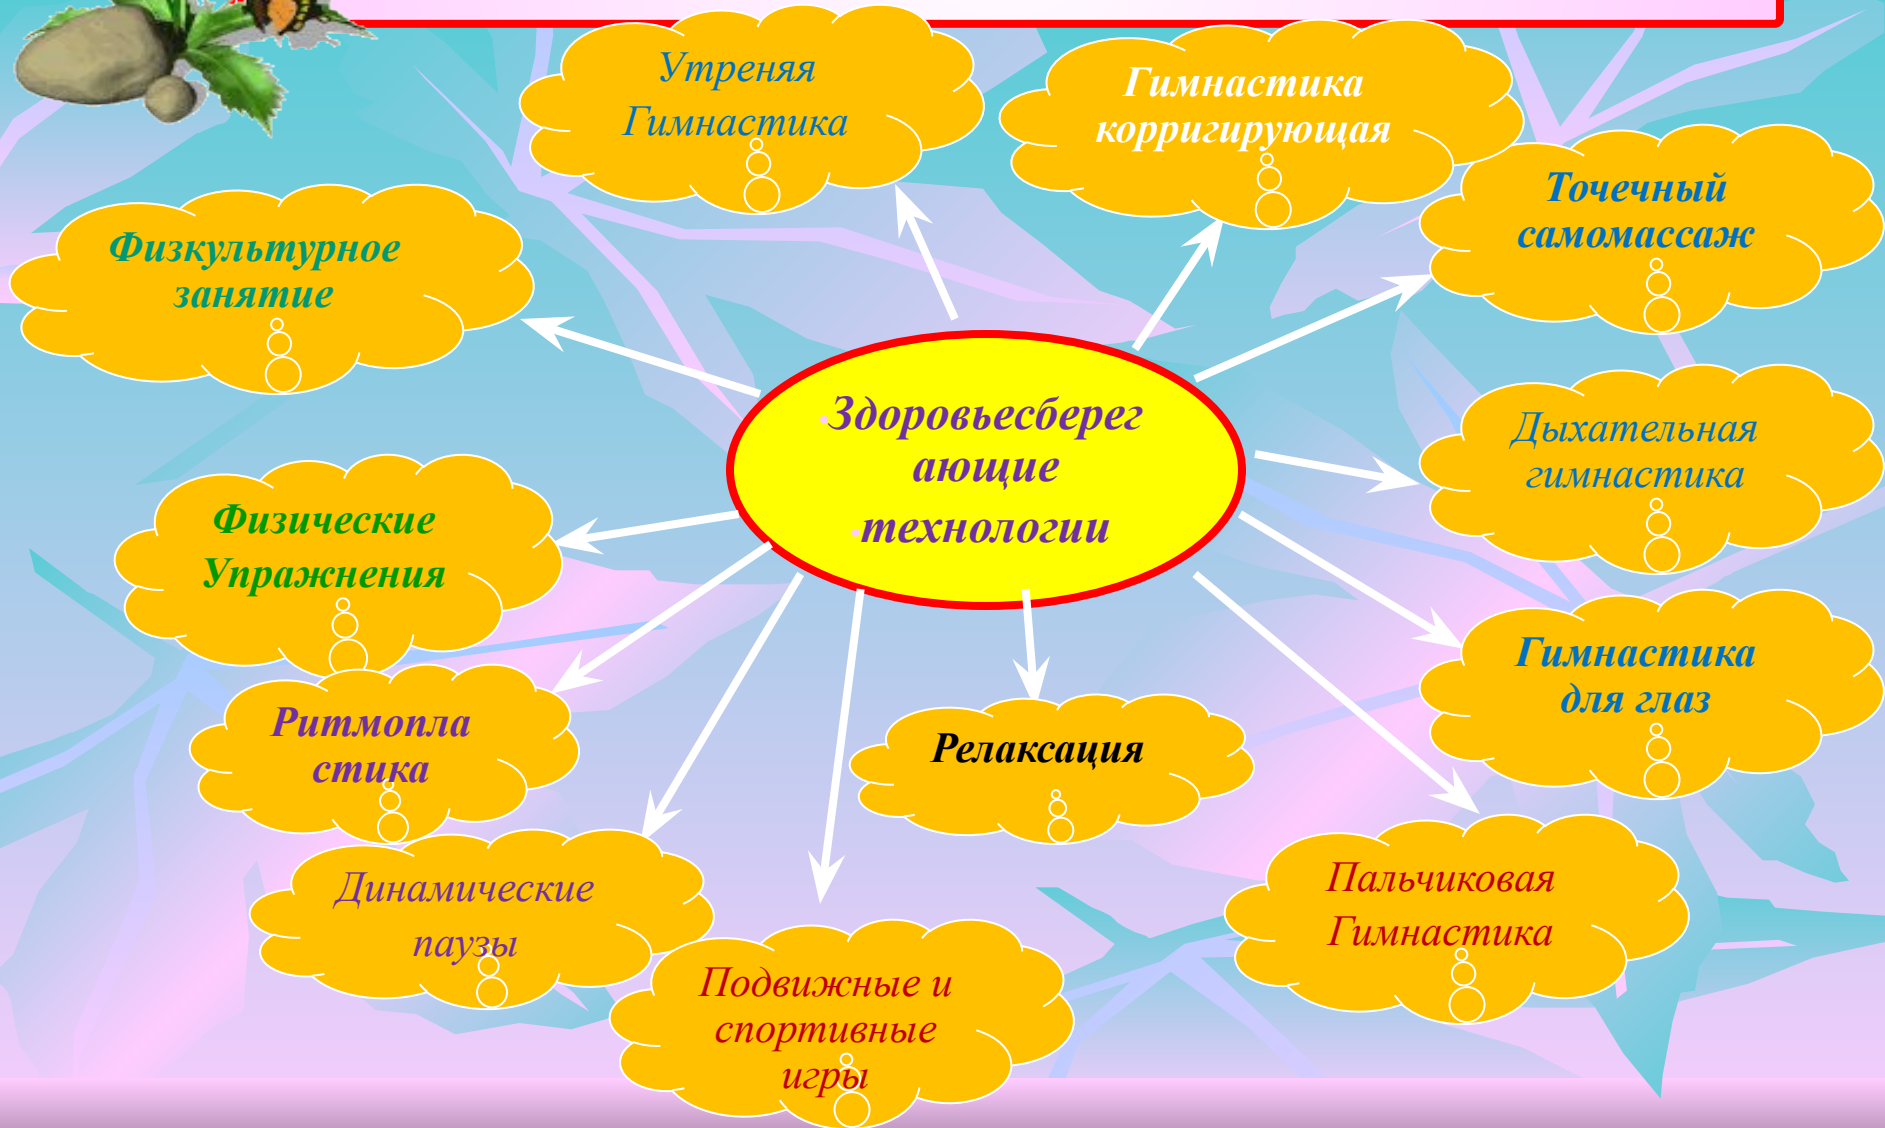 Утреняя
Гимнастика
Гимнастика
корригирующая
Точечный
самомассаж
Физкультурное
занятие
•Здоровьесберег
ающие
•технологии
Дыхательная
гимнастика
Физические
Упражнения
Гимнастика
для глаз
Ритмопла
стика
Релаксация
Динамические
паузы
Пальчиковая
Гимнастика
Подвижные и
спортивные
игры